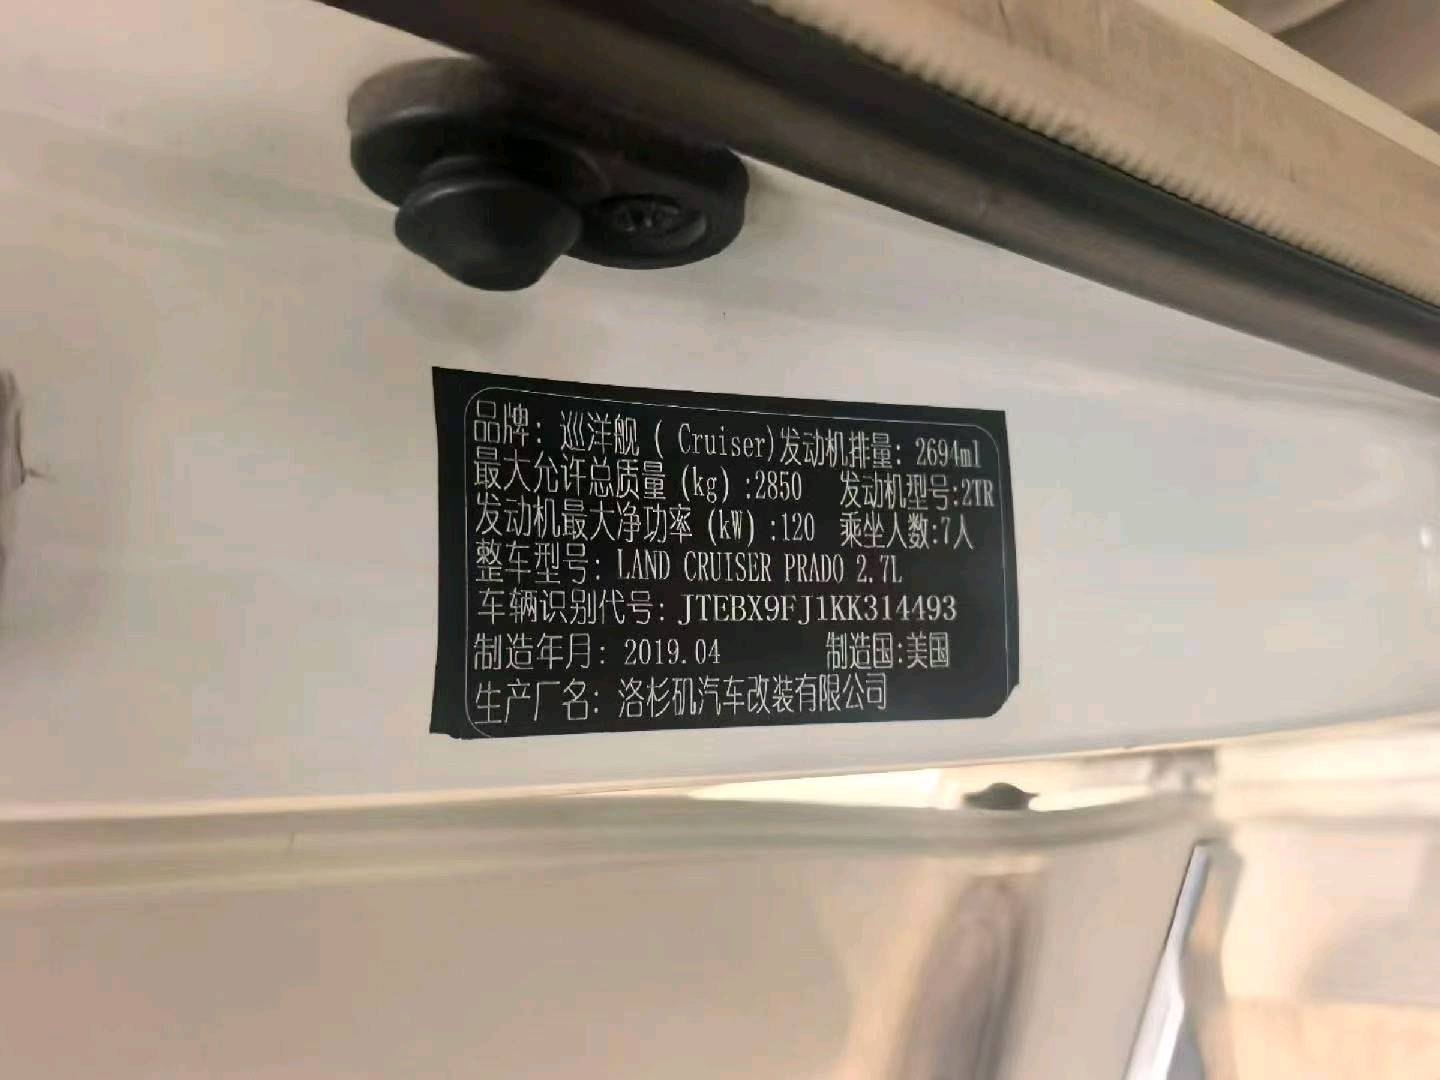 品牌：巡洋舰（ Cruiser)发动机排量：2694ml
最大允许总质量(kg):2850 发动机型号:2TR
发动机最大净功率(kW):120 乘坐人数:7人
整车型号：LAND CRUISER PRADO 2.7L
车辆识别代号：JTEBX9FJ1KK314493
制造年月：2019.04 制造国:美国
生产厂名：洛杉矶汽车改装有限公司